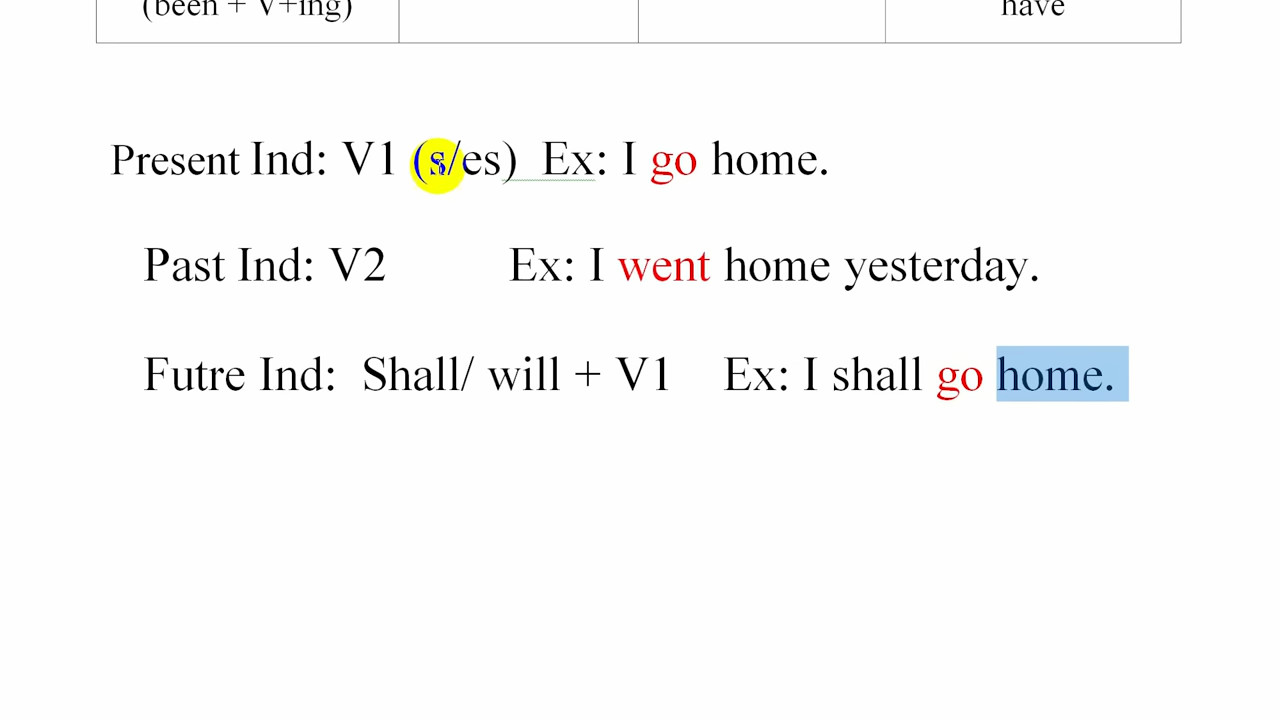 (been + V+ing) have
Present Ind: V1 (s/es) Ex: I go home.
Past Ind: V2 Ex: I went home yesterday.
Futre Ind: Shall/ will + V1 Ex: I shall go home.